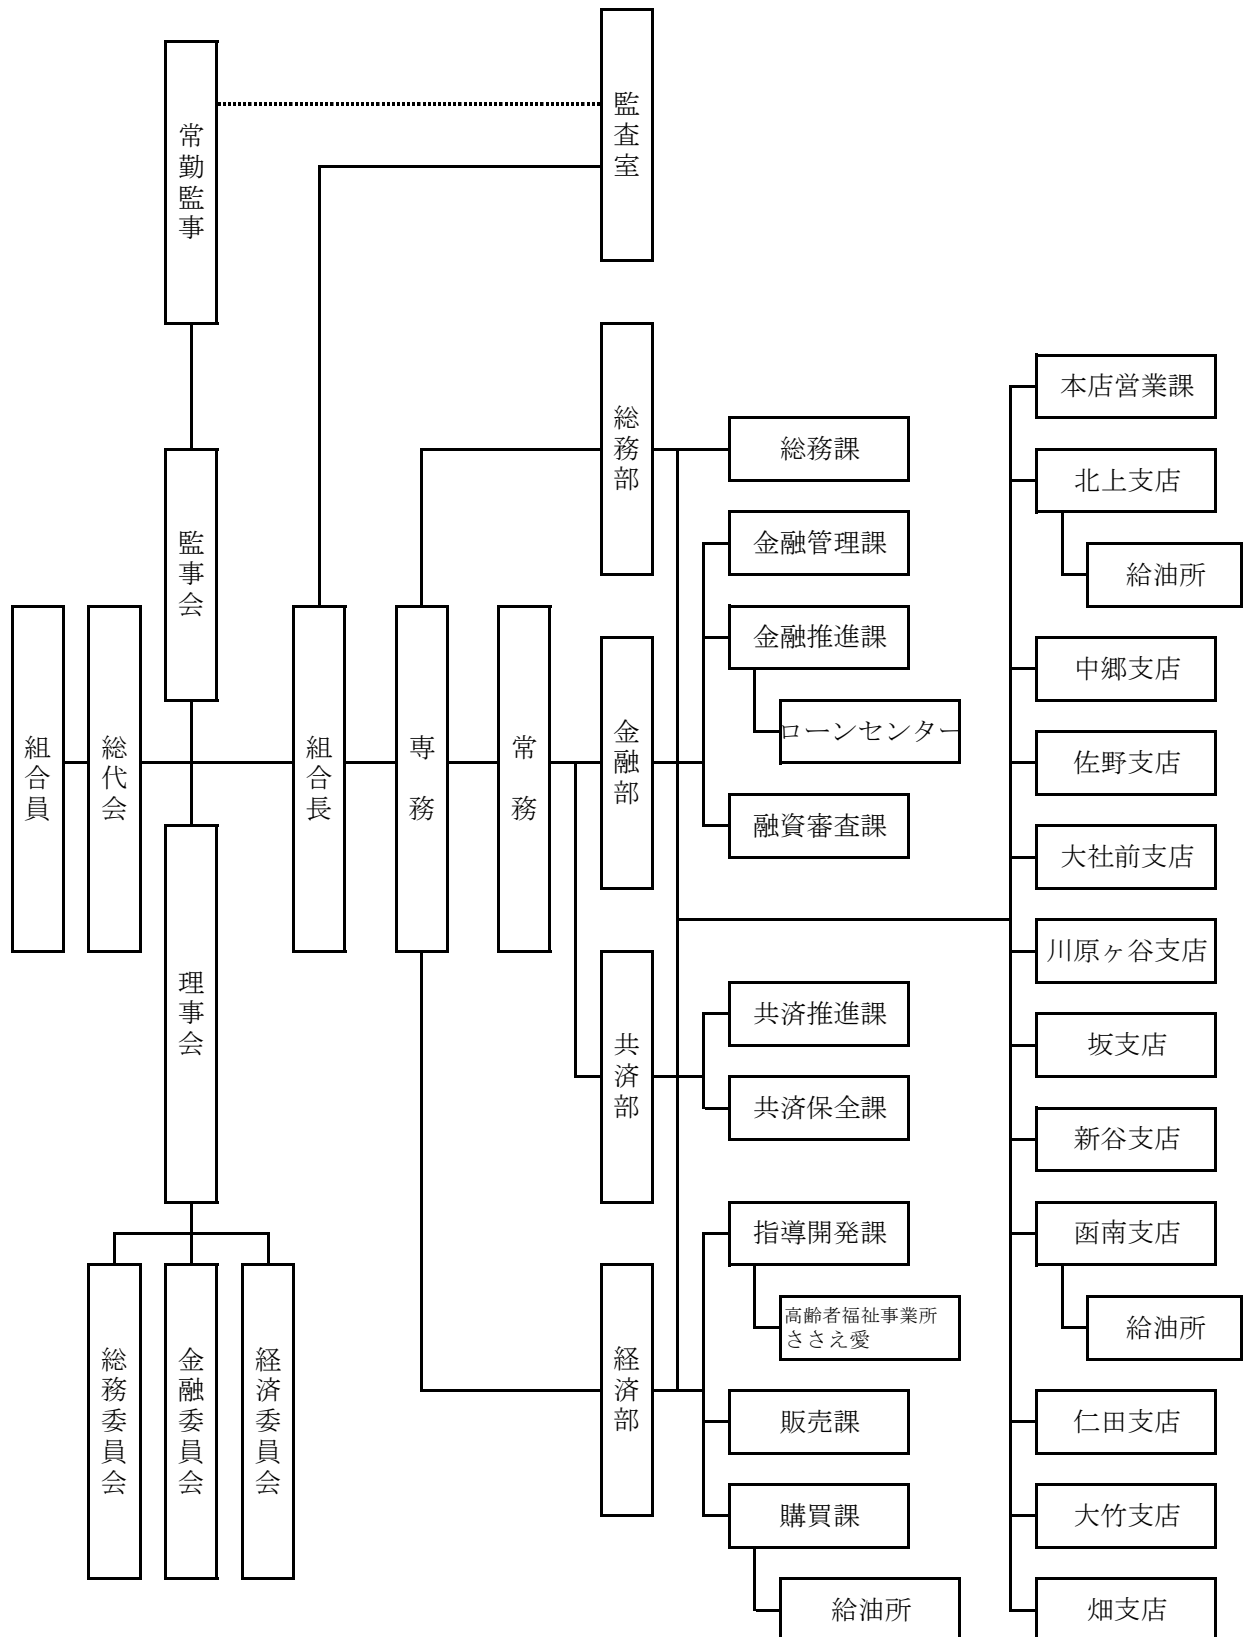 組合員
総代会
常勤監事
監事会
理事会
総務委員会
金融委員会
経済委員会
組合長
専務
常務
監査室
総務部
金融部
共済部
経済部
総務課
金融管理課
金融推進課
ローンセンター
融資審査課
共済推進課
共済保全課
指導開発課
高齢者福祉事業所
ささえ愛
販売課
購買課
給油所
本店営業課
北上支店
給油所
中郷支店
佐野支店
大社前支店
川原ヶ谷支店
坂支店
新谷支店
函南支店
給油所
仁田支店
大竹支店
畑支店